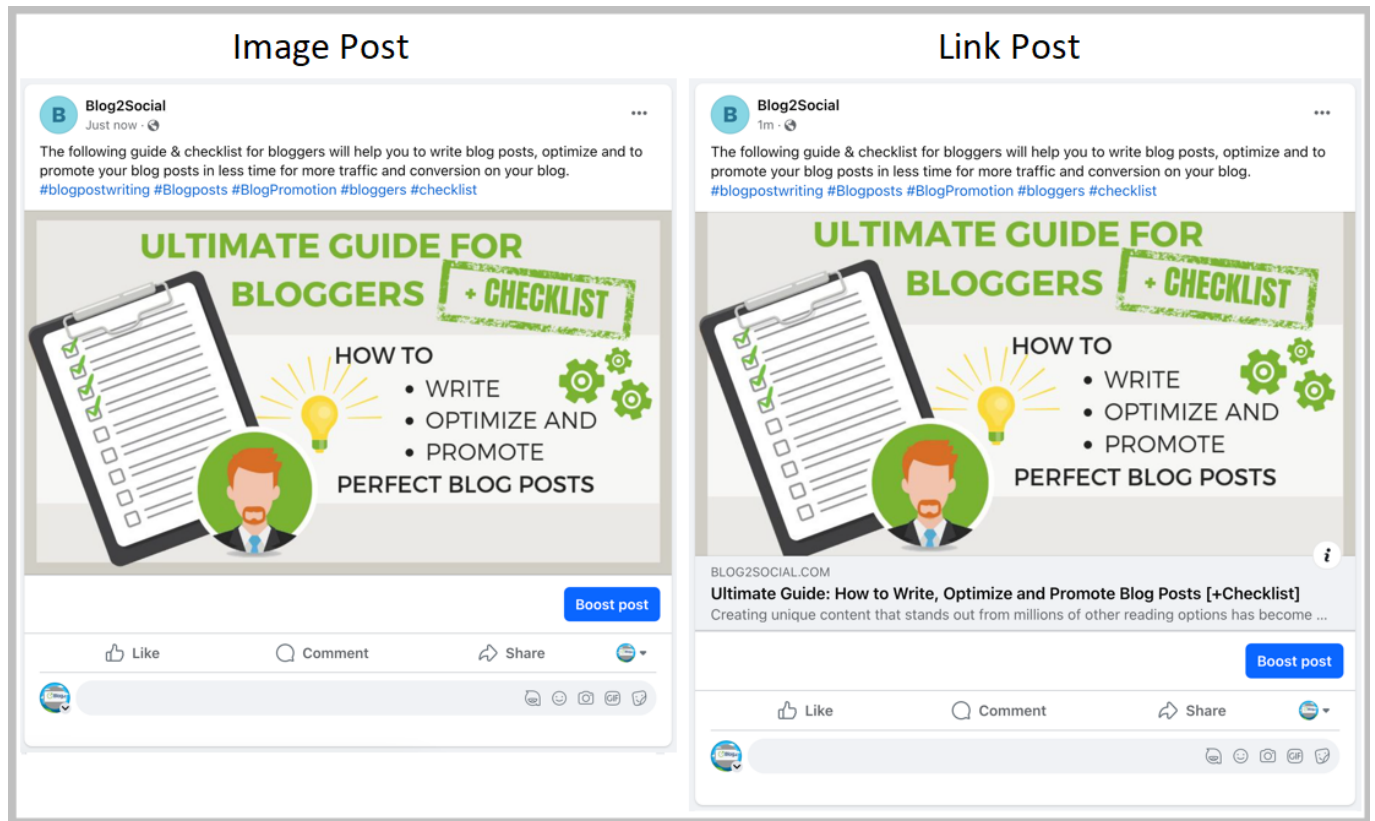 Image Post
Blog2Social
Just now ·
The following guide & checklist for bloggers will help you to write blog posts, optimize and to
promote your blog posts in less time for more traffic and conversion on your blog.
#blogpostwriting #Blogposts #BlogPromotion #bloggers #checklist
ULTIMATE GUIDE FOR
BLOGGERS
+ CHECKLIST
HOW TO
• WRITE
• OPTIMIZE AND
• PROMOTE
PERFECT BLOG POSTS
Boost post
Like
Comment
Share
GIF
Link Post
Blog2Social
1m ·
The following guide & checklist for bloggers will help you to write blog posts, optimize and to
promote your blog posts in less time for more traffic and conversion on your blog.
#blogpostwriting #Blogposts #BlogPromotion #bloggers #checklist
ULTIMATE GUIDE FOR
BLOGGERS
+ CHECKLIST
HOW TO
• WRITE
• OPTIMIZE AND
• PROMOTE
PERFECT BLOG POSTS
i
BLOG2SOCIAL.COM
Ultimate Guide: How to Write, Optimize and Promote Blog Posts [+Checklist]
Creating unique content that stands out from millions of other reading options has become ...
Boost post
Like
Comment
Share
GIF